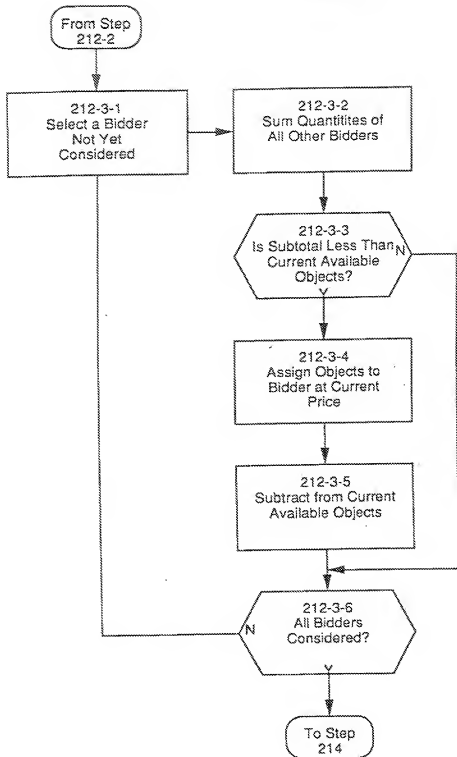 From Step
212-2
212-3-1
Select a Bidder
Not Yet
Considered
212-3-2
Sum Quantitites of
All Other Bidders
212-3-3
Is Subtotal Less Than
Current Available
Objects?
N
Y
212-3-4
Assign Objects to
Bidder at Current
Price
212-3-5
Subtract from Current
Available Objects
212-3-6
All Bidders
Considered?
N
Y
To Step
214